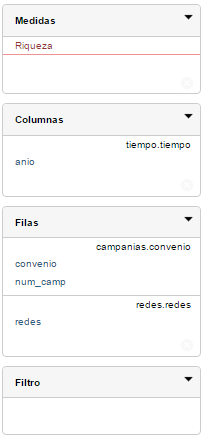 Medidas
Riqueza
Columnas
tiempo.tiempo
anio
Filas
campanias.convenio
convenio
num_camp
redes.redes
redes
Filtro